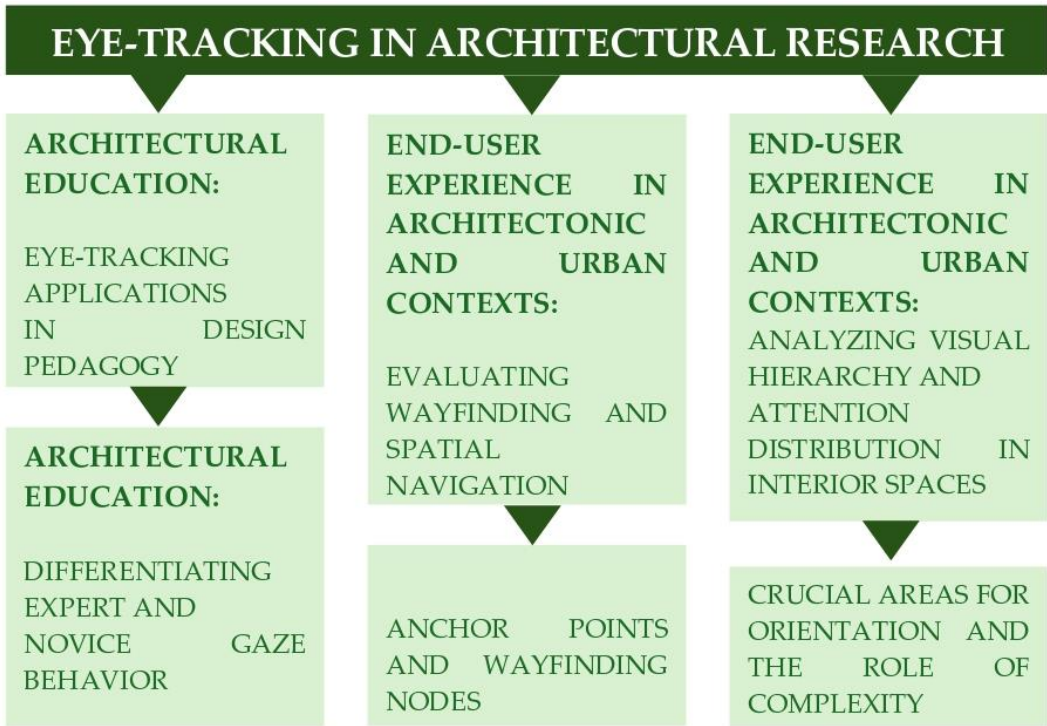 EYE-TRACKING IN ARCHITECTURAL RESEARCH
ARCHITECTURAL
EDUCATION:
EYE-TRACKING
APPLICATIONS
IN DESIGN
PEDAGOGY
ARCHITECTURAL
EDUCATION:
DIFFERENTIATING
EXPERT AND
NOVICE GAZE
BEHAVIOR
END-USER
EXPERIENCE IN
ARCHITECTONIC
AND URBAN
CONTEXTS:
EVALUATING
WAYFINDING AND
SPATIAL
NAVIGATION
ANCHOR POINTS
AND WAYFINDING
NODES
END-USER
EXPERIENCE IN
ARCHITECTONIC
AND URBAN
CONTEXTS:
ANALYZING VISUAL
HIERARCHY AND
ATTENTION
DISTRIBUTION IN
INTERIOR SPACES
CRUCIAL AREAS FOR
ORIENTATION AND
THE ROLE OF
COMPLEXITY